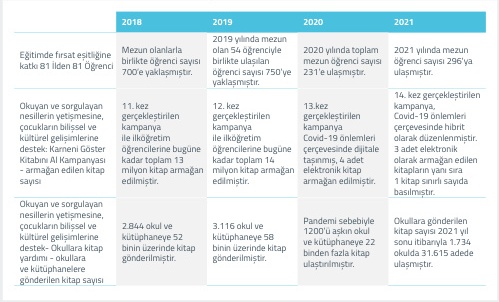 2018
2019
2020
2021
Eğitimde fırsat eşitliğine
katkı 81 İlden 81 Öğrenci
Mezun olanlarla
birlikte öğrenci sayısı
700'e yaklaşmıştır.
2019 yılında mezun
olan 54 öğrenciyle
birlikte ulaşılan
öğrenci sayısı 750'ye
yaklaşmıştır.
2020 yılında toplam
mezun öğrenci sayısı
231'e ulaşmıştır.
2021 yılında mezun
öğrenci sayısı 296'ya
ulaşmıştır.
Okuyan ve sorgulayan
nesillerin yetişmesine,
çocukların bilişsel ve
kültürel gelişimlerine
destek: Karneni Göster
Kitabını Al Kampanyası
- armağan edilen kitap
sayısı
11. kez
gerçekleştirilen
kampanya
ile ilköğretim
öğrencilerine bugüne
kadar toplam 13
milyon kitap armağan
edilmiştir.
12. kez
gerçekleştirilen
kampanya
ile ilköğretim
öğrencilerine bugüne
kadar toplam 14
milyon kitap armağan
edilmiştir.
13.kez
gerçekleştirilen
kampanya
Covid-19 önlemleri
çerçevesinde dijitale
taşınmış, 4 adet
elektronik kitap
armağan edilmiştir.
14. kez gerçekleştirilen
kampanya,
Covid-19 önlemleri
çerçevesinde hibrit
olarak düzenlenmiştir.
3 adet elektronik
olarak armağan edilen
kitapların yanı sıra
1 kitap sınırlı sayıda
basılmıştır.
Okuyan ve sorgulayan
nesillerin yetişmesine,
çocukların bilişsel ve
kültürel gelişimlerine
destek- Okullara kitap
yardımı - okullara
ve kütüphanelere
gönderilen kitap sayısı
2.844 okul ve
kütüphaneye 52
binin üzerinde kitap
gönderilmiştir.
3.116 okul ve
kütüphaneye 58
binin üzerinde kitap
gönderilmiştir.
Pandemi sebebiyle
1200'ü aşkın okul
ve kütüphaneye 22
binden fazla kitap
ulaştırılmıştır.
Okullara gönderilen
kitap sayısı 2021 yıl
sonu itibarıyla 1.734
okulda 31.615 adede
ulaşmıştır.